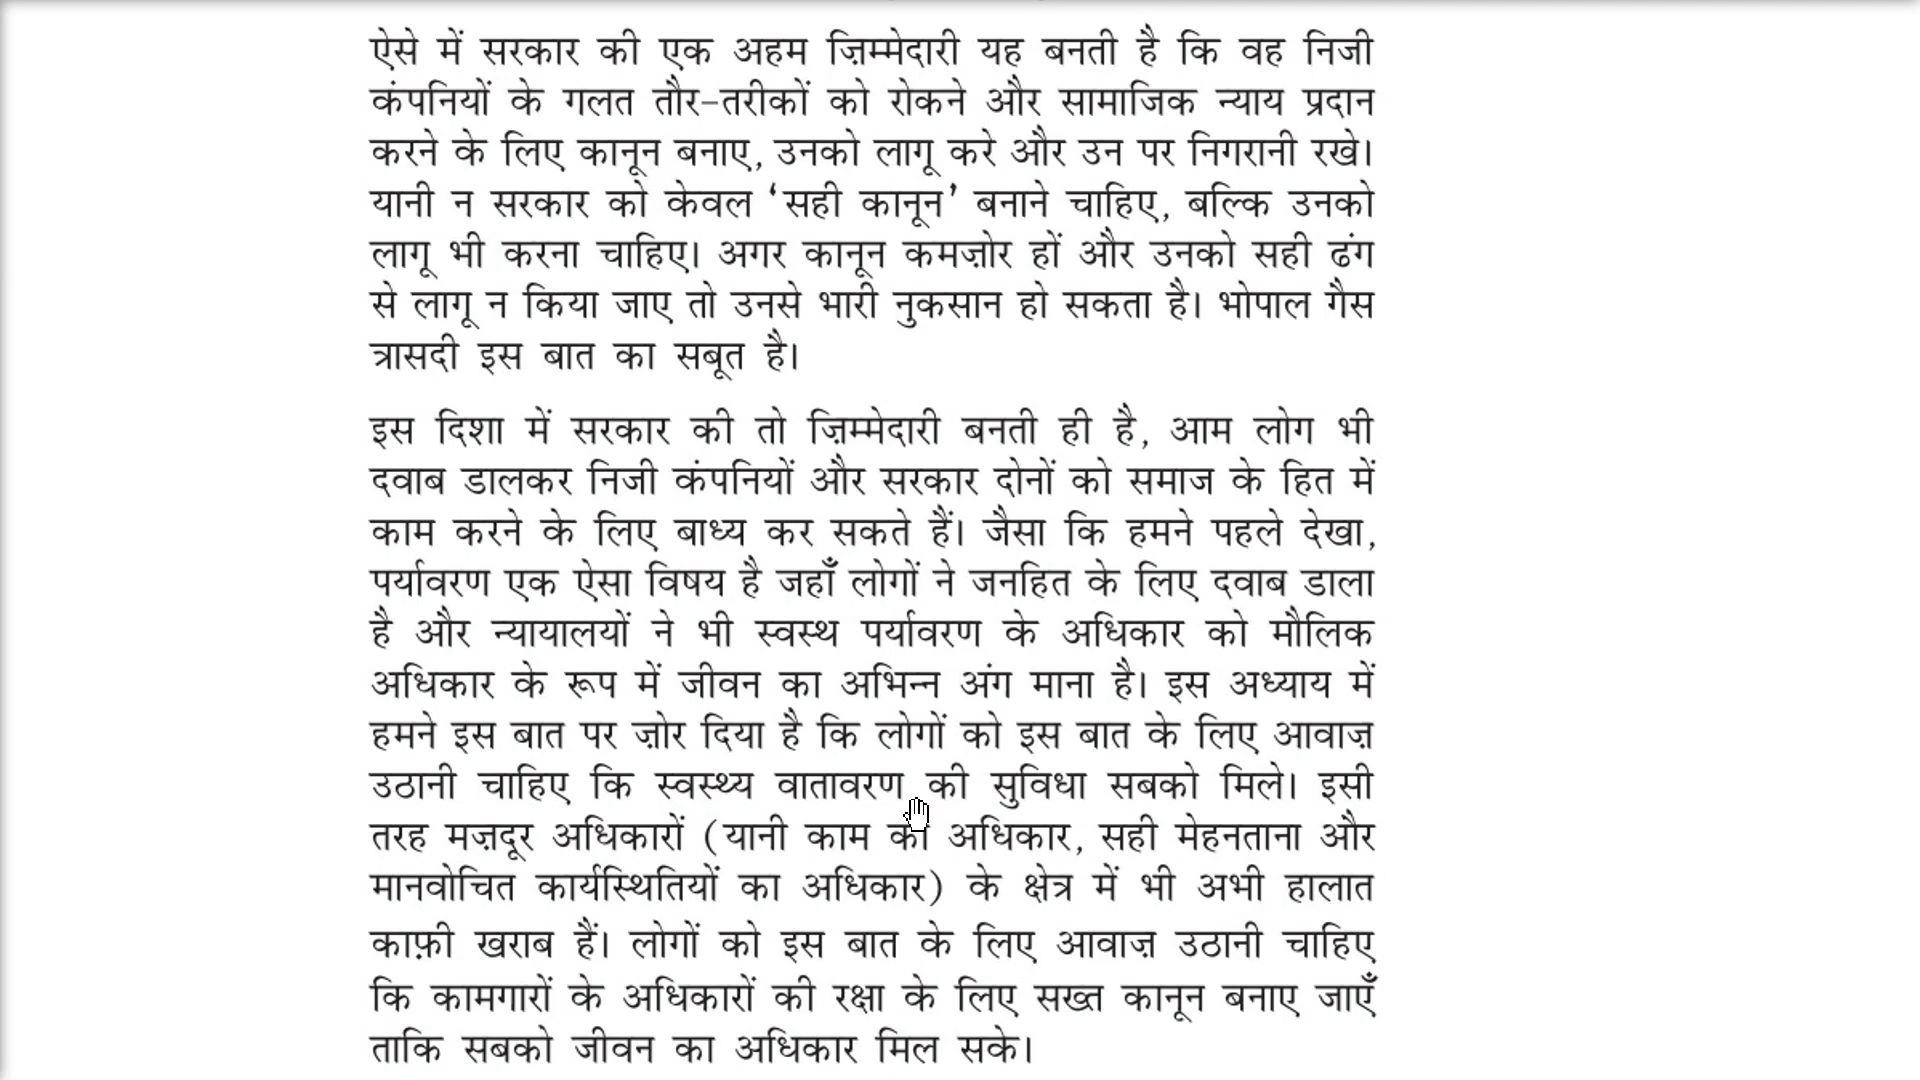 ऐसे में सरकार की एक अहम ज़िम्मेदारी यह बनती है कि वह निजी
कंपनियों के गलत तौर-तरीकों को रोकने और सामाजिक न्याय प्रदान
करने के लिए कानून बनाए, उनको लागू करे और उन पर निगरानी रखे।
यानी न सरकार को केवल ‘सही कानून’ बनाने चाहिए, बल्कि उनको
लागू भी करना चाहिए। अगर कानून कमज़ोर हों और उनको सही ढंग
से लागू न किया जाए तो उनसे भारी नुकसान हो सकता है। भोपाल गैस
त्रासदी इस बात का सबूत है।
इस दिशा में सरकार की तो ज़िम्मेदारी बनती ही है, आम लोग भी
दवाब डालकर निजी कंपनियों और सरकार दोनों को समाज के हित में
काम करने के लिए बाध्य कर सकते हैं। जैसा कि हमने पहले देखा,
पर्यावरण एक ऐसा विषय है जहाँ लोगों ने जनहित के लिए दवाब डाला
है और न्यायालयों ने भी स्वस्थ पर्यावरण के अधिकार को मौलिक
अधिकार के रूप में जीवन का अभिन्न अंग माना है। इस अध्याय में
हमने इस बात पर ज़ोर दिया है कि लोगों को इस बात के लिए आवाज़
उठानी चाहिए कि स्वस्थ्य वातावरण की सुविधा सबको मिले। इसी
तरह मज़दूर अधिकारों (यानी काम का अधिकार, सही मेहनताना और
मानवोचित कार्यस्थितियों का अधिकार) के क्षेत्र में भी अभी हालात
काफ़ी खराब हैं। लोगों को इस बात के लिए आवाज़ उठानी चाहिए
कि कामगारों के अधिकारों की रक्षा के लिए सख्त कानून बनाए जाएँ
ताकि सबको जीवन का अधिकार मिल सके।